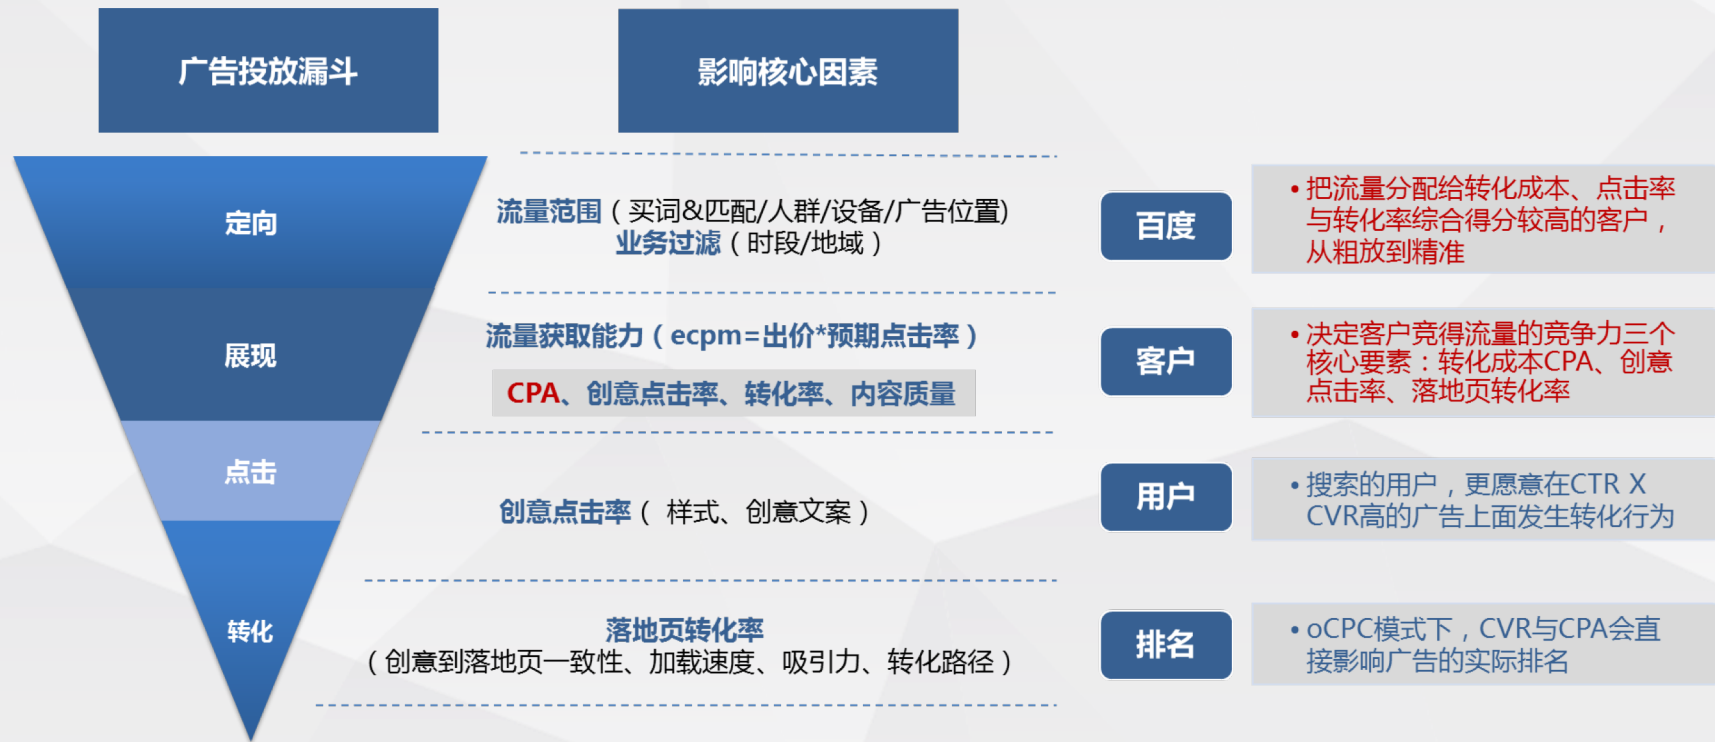 广告投放漏斗
影响核心因素
定向
流量范围（买词&匹配/人群/设备/广告位置)
业务过滤（时段/地域）
百度
• 把流量分配给转化成本、点击率
与转化率综合得分较高的客户，
从粗放到精准
展现
流量获取能力（ecpm=出价*预期点击率）
CPA、创意点击率、转化率、内容质量
客户
• 决定客户竞得流量的竞争力三个
核心要素：转化成本CPA、创意
点击率、落地页转化率
点击
创意点击率（ 样式、创意文案）
用户
• 搜索的用户，更愿意在CTR X
CVR高的广告上面发生转化行为
转化
落地页转化率
（创意到落地页一致性、加载速度、吸引力、转化路径）
排名
• oCPC模式下，CVR与CPA会直
接影响广告的实际排名